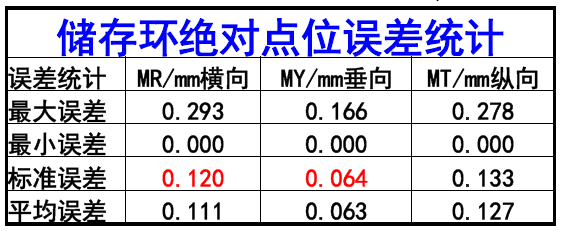 储存环绝对点位误差统计
误差统计 MR/mm横向 MY/mm垂向 MT/mm纵向
最大误差 0.293 0.166 0.278
最小误差 0.000 0.000 0.000
标准误差 0.120 0.064 0.133
平均误差 0.111 0.063 0.127